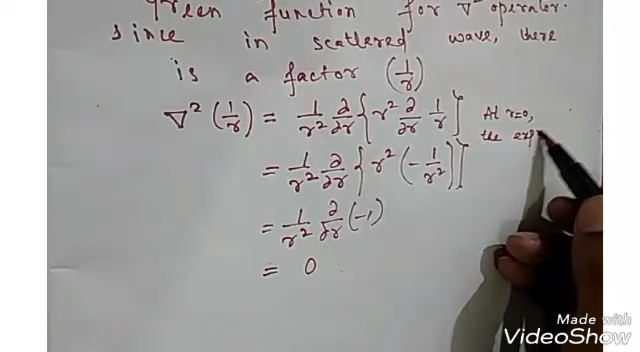 Green function for ∇² operator.
Since in scattered wave, there
is a factor (1/r)
∇² (1/r) = 1/r² ∂/∂r { r² ∂/∂r 1/r }
= 1/r² ∂/∂r { r² (- 1/r²) }
= 1/r² ∂/∂r (-1)
= 0
At r=0,
the exp
Made with
VideoShow